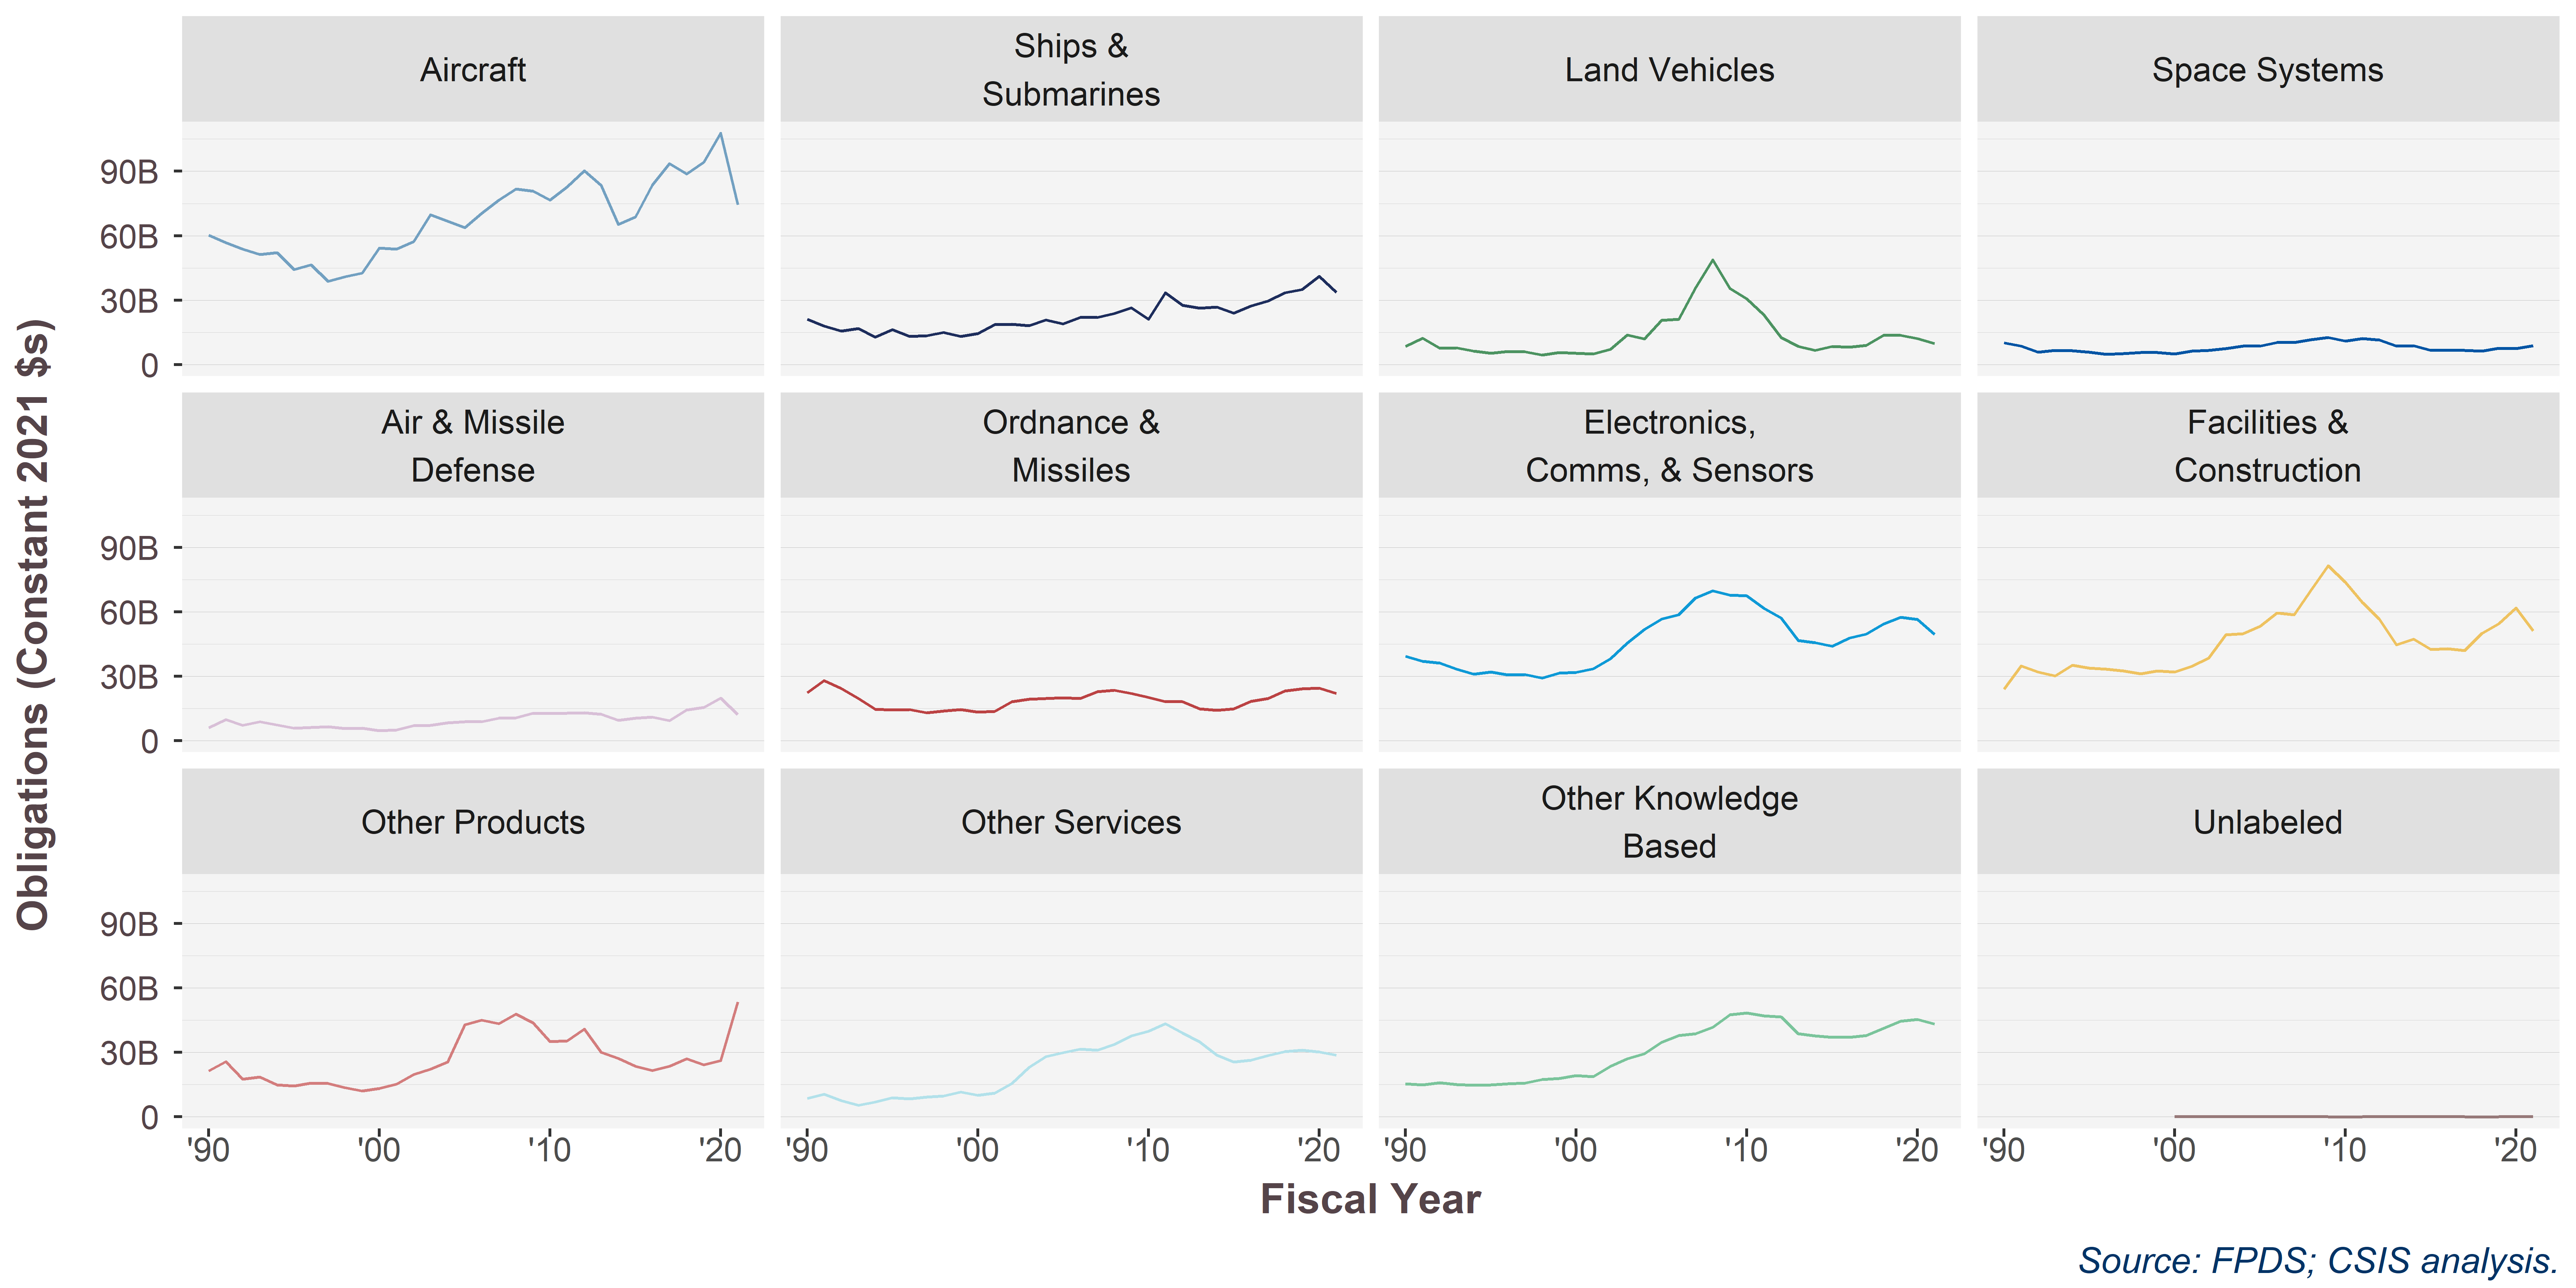 Aircraft
Ships &
Submarines
Land Vehicles
Space Systems
90B
60B
30B
0
Air & Missile
Defense
Ordnance &
Missiles
Electronics,
Comms, & Sensors
Facilities &
Construction
90B
60B
30B
0
Other Products
Other Services
Other Knowledge
Based
Unlabeled
90B
60B
30B
0
'90 '00 '10 '20 '90 '00 '10 '20 '90 '00 '10 '20 '90 '00 '10 '20
Obligations (Constant 2021 $s)
Fiscal Year
Source: FPDS; CSIS analysis.